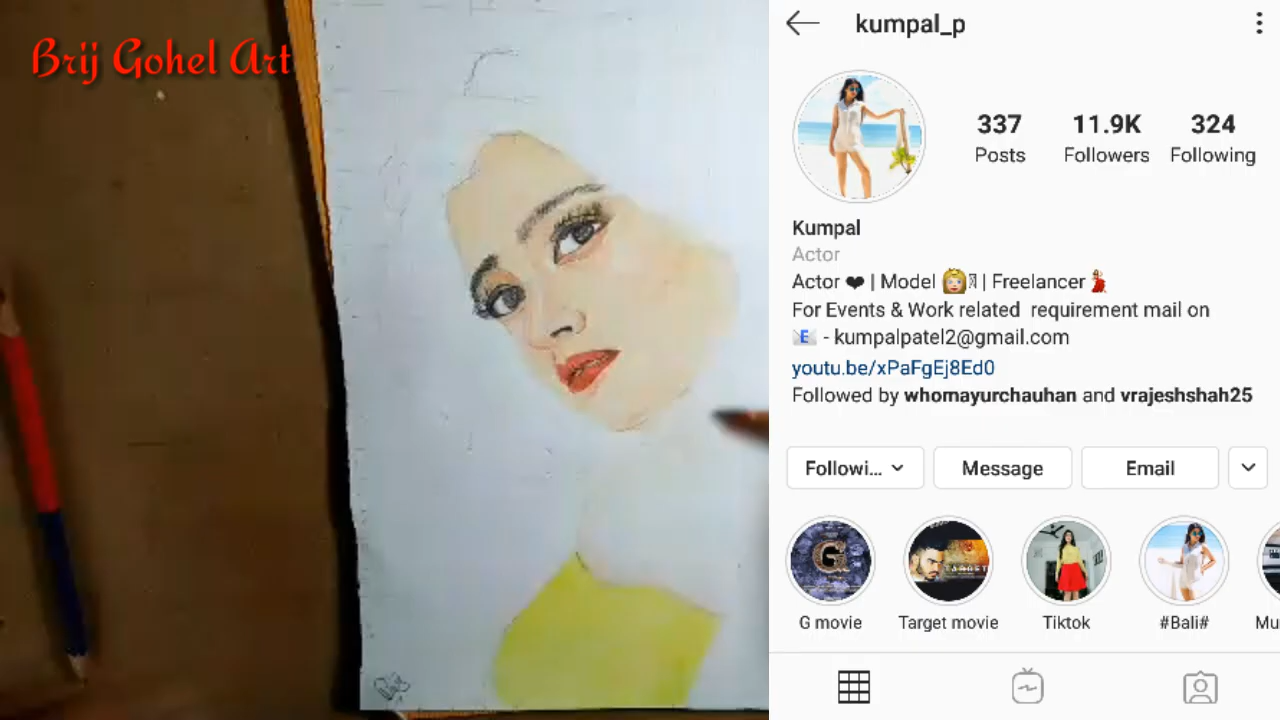 Brij Gohel Art
kumpal_p
337 11.9K 324
Posts Followers Following
Kumpal
Actor
Actor ❤ | Model 👸 | Freelancer 💃
For Events & Work related requirement mail on
📧 - kumpalpatel2@gmail.com
youtu.be/xPaFgEj8Ed0
Followed by whomayurchauhan and vrajeshshah25
Followi... Message Email
G
TARGET
G movie Target movie Tiktok #Bali# Mu